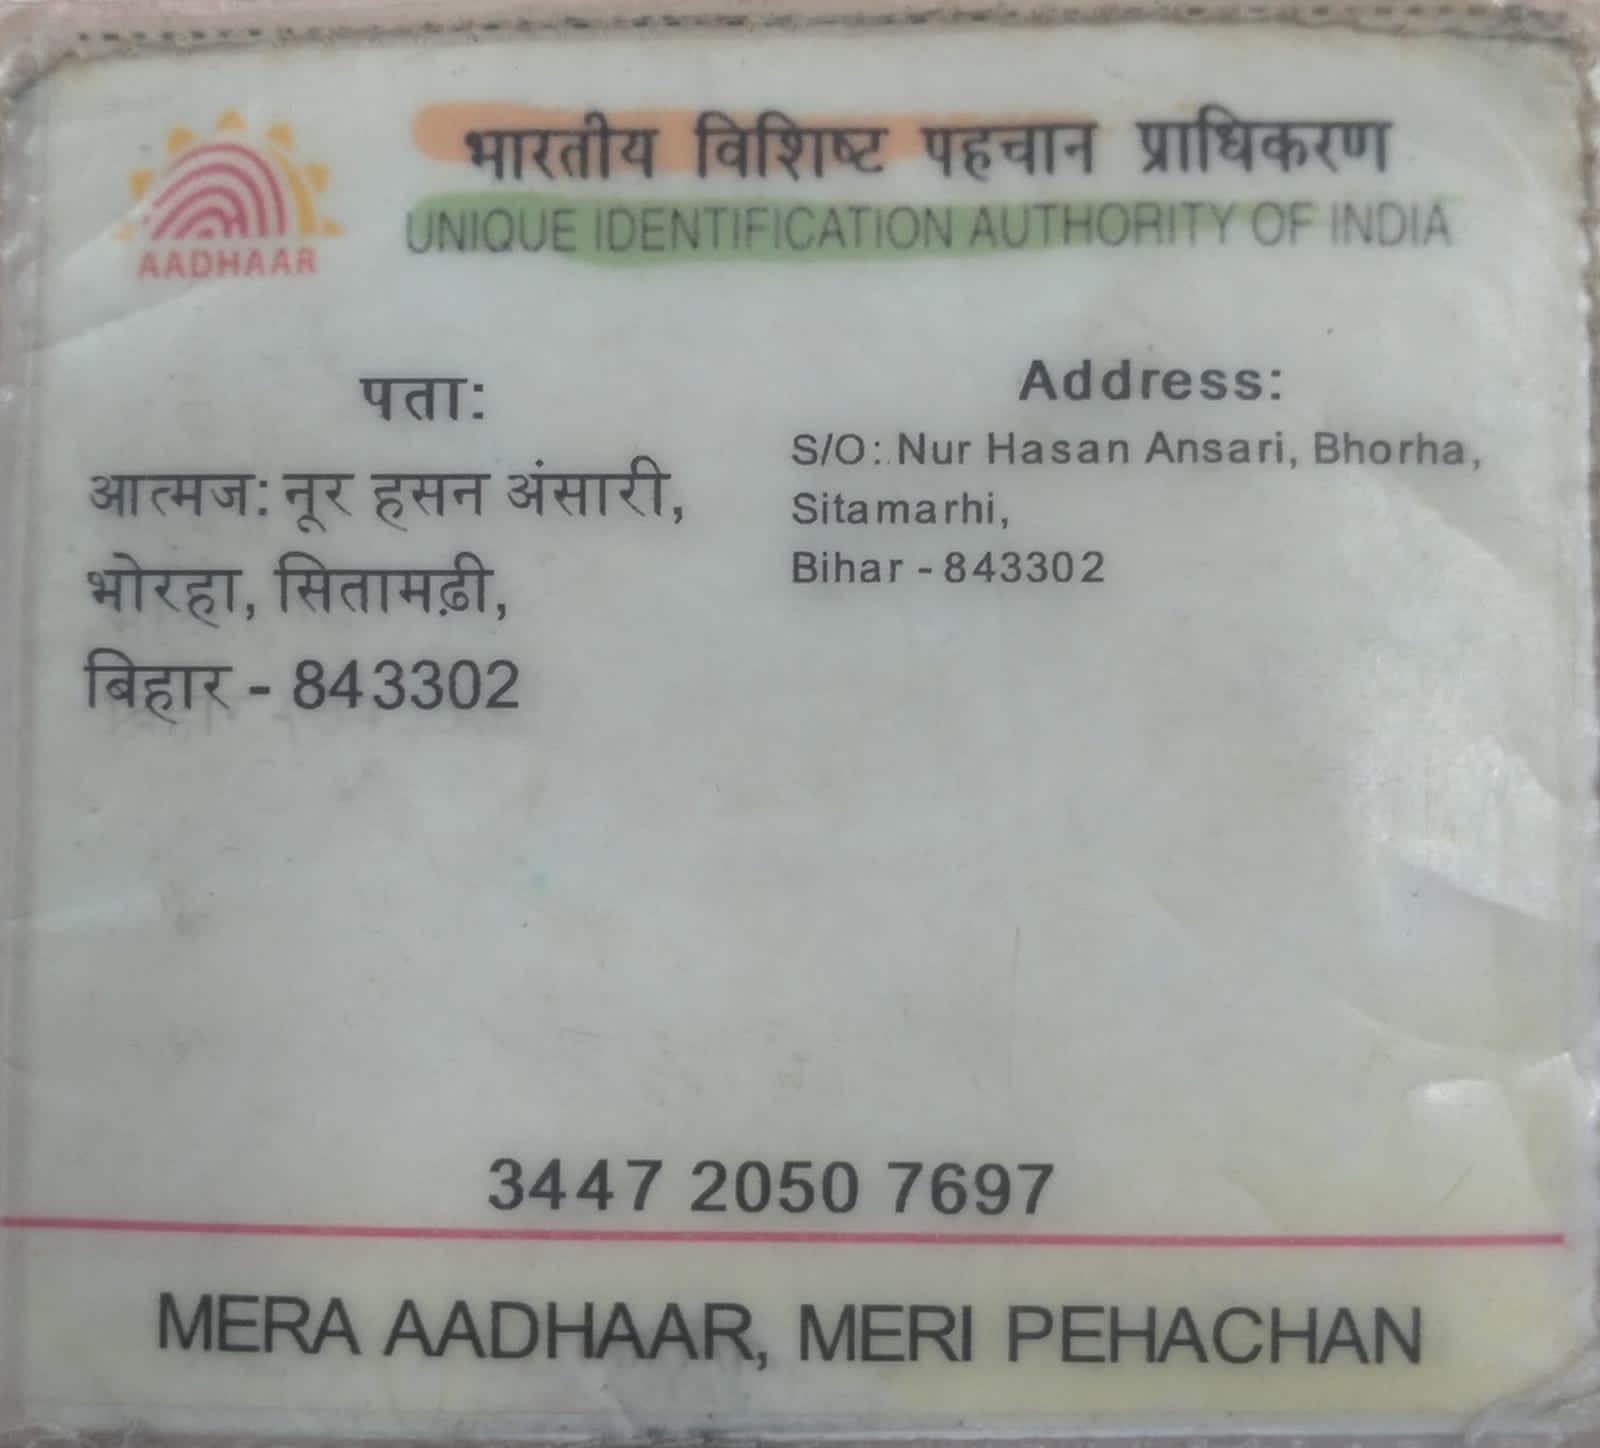 भारतीय विशिष्ट पहचान प्राधिकरण
UNIQUE IDENTIFICATION AUTHORITY OF INDIA
AADHAAR
पता:
आत्मज: नूर हसन अंसारी,
भोरहा, सितामढ़ी,
बिहार - 843302
Address:
S/O: Nur Hasan Ansari, Bhorha,
Sitamarhi,
Bihar - 843302
3447 2050 7697
MERA AADHAAR, MERI PEHACHAN